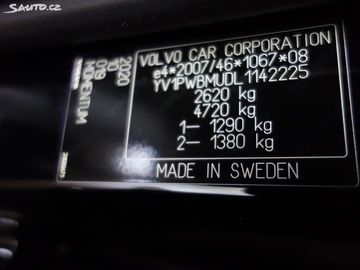 Sauto.cz
VOLVO CAR CORPORATION
e4*2007/46*1067*08
YV1PWBMUDL1142225
2620 kg
4720 kg
1— 1290 kg
2— 1380 kg
MADE IN SWEDEN
2020
MOMENTUM